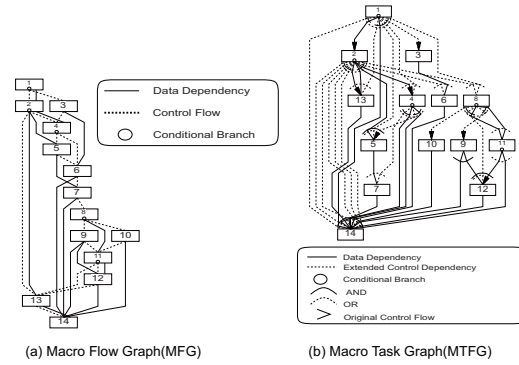 1
2
3
4
5
6
7
8
9
10
11
12
13
14
Data Dependency
Control Flow
Conditional Branch
(a) Macro Flow Graph(MFG)
1
2
3
13
4
6
8
5
10
9
11
7
12
14
Data Dependency
Extended Control Dependency
Conditional Branch
AND
OR
Original Control Flow
(b) Macro Task Graph(MTFG)